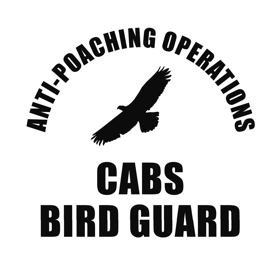 ANTI-POACHING OPERATIONS
CABS
BIRD GUARD